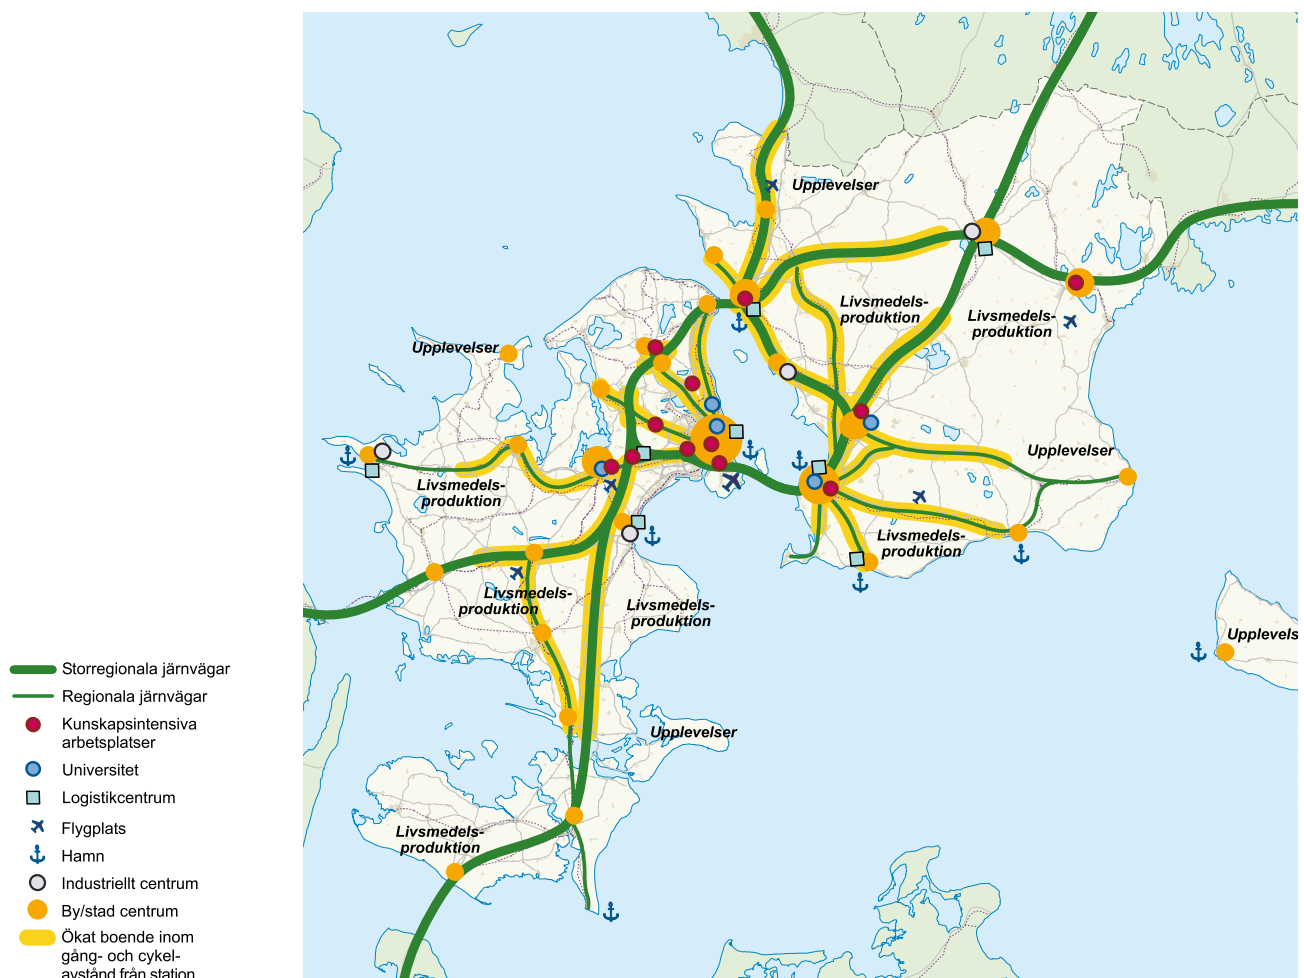 Upplevelser
Livsmedels-
produktion
Livsmedels-
produktion
Upplevelser
Upplevelser
Livsmedels-
produktion
Livsmedels-
produktion
Livsmedels-
produktion
Livsmedels-
produktion
Upplevels
Upplevelser
Livsmedels-
produktion
Storregionala järnvägar
Regionala järnvägar
Kunskapsintensiva
arbetsplatser
Universitet
Logistikcentrum
Flygplats
Hamn
Industriellt centrum
By/stad centrum
Ökat boende inom
gång- och cykel-
avstånd från station